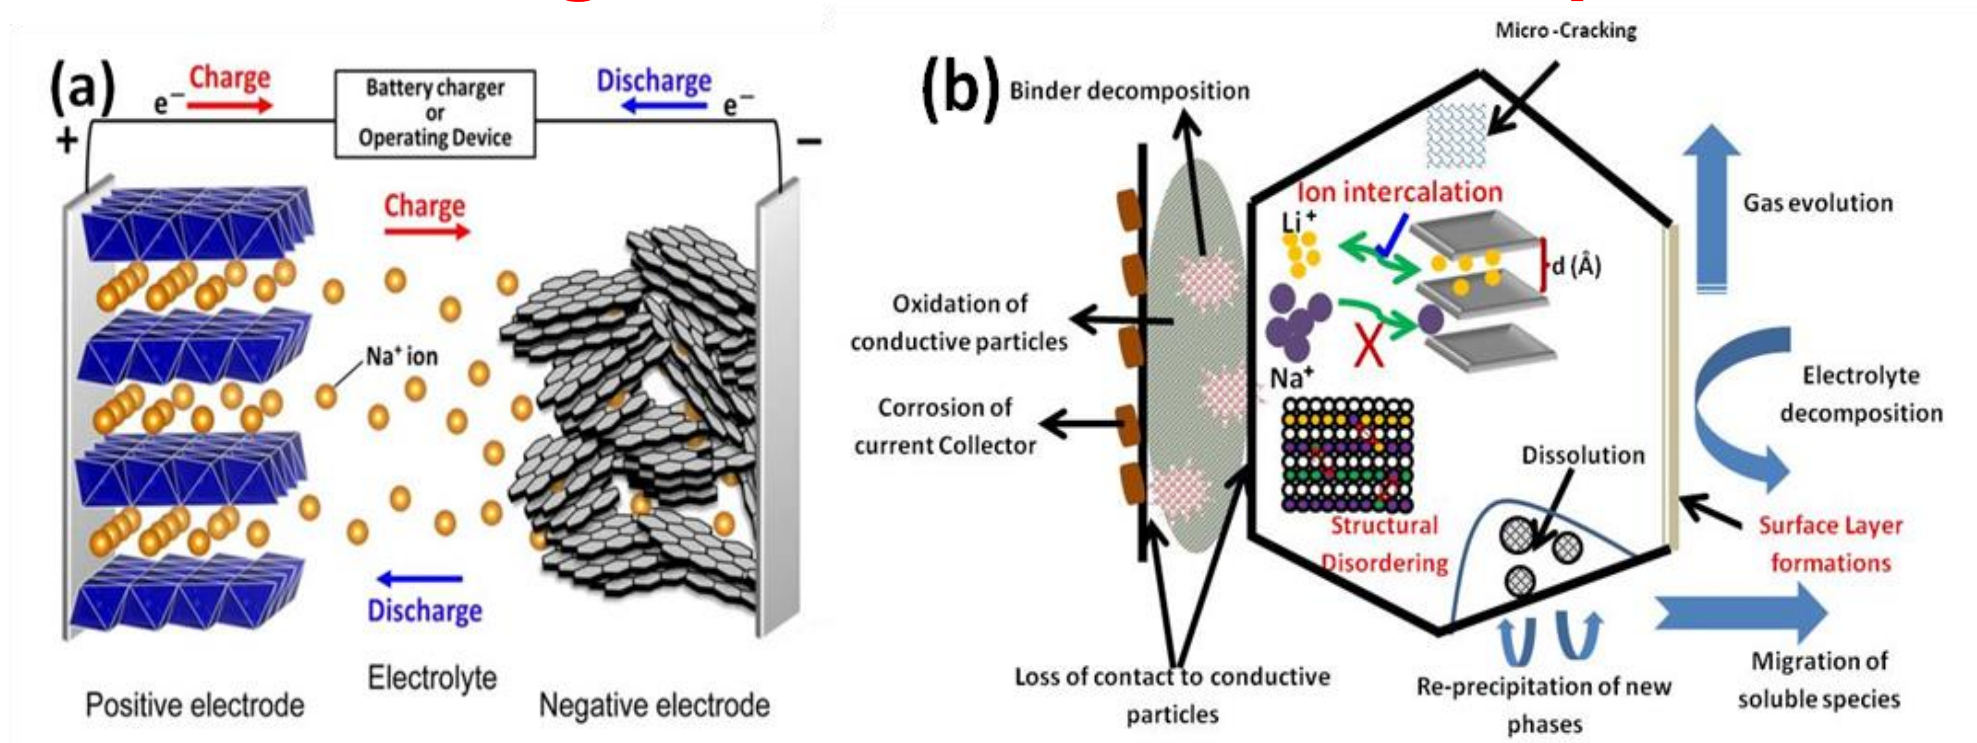 (a)
Charge
e⁻
Battery charger
or
Operating Device
Discharge
e⁻
+
−
Charge
Na⁺ ion
Discharge
Electrolyte
Positive electrode
Negative electrode
(b)
Binder decomposition
Micro -Cracking
Ion intercalation
Li⁺
d (Å)
Gas evolution
Oxidation of
conductive particles
X
Na⁺
Electrolyte
decomposition
Corrosion of
current Collector
Dissolution
Structural
Disordering
Surface Layer
formations
Loss of contact to conductive
particles
Re-precipitation of new
phases
Migration of
soluble species